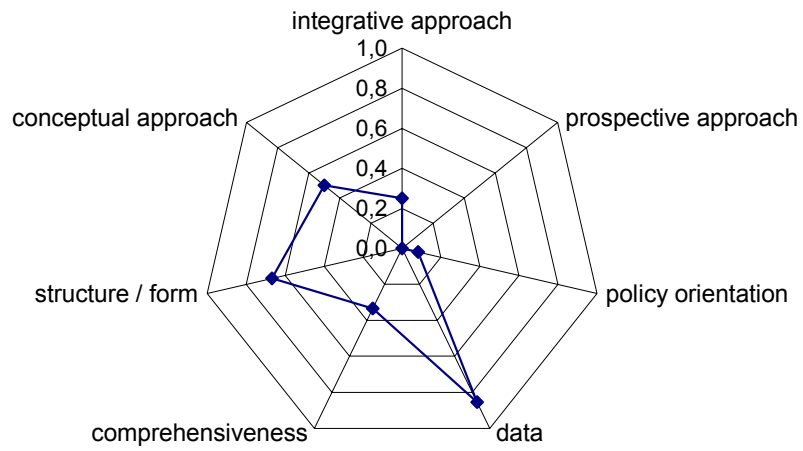 integrative approach
1,0
0,8
conceptual approach
prospective approach
0,6
0,4
0,2
0,0
structure / form
policy orientation
comprehensiveness
data